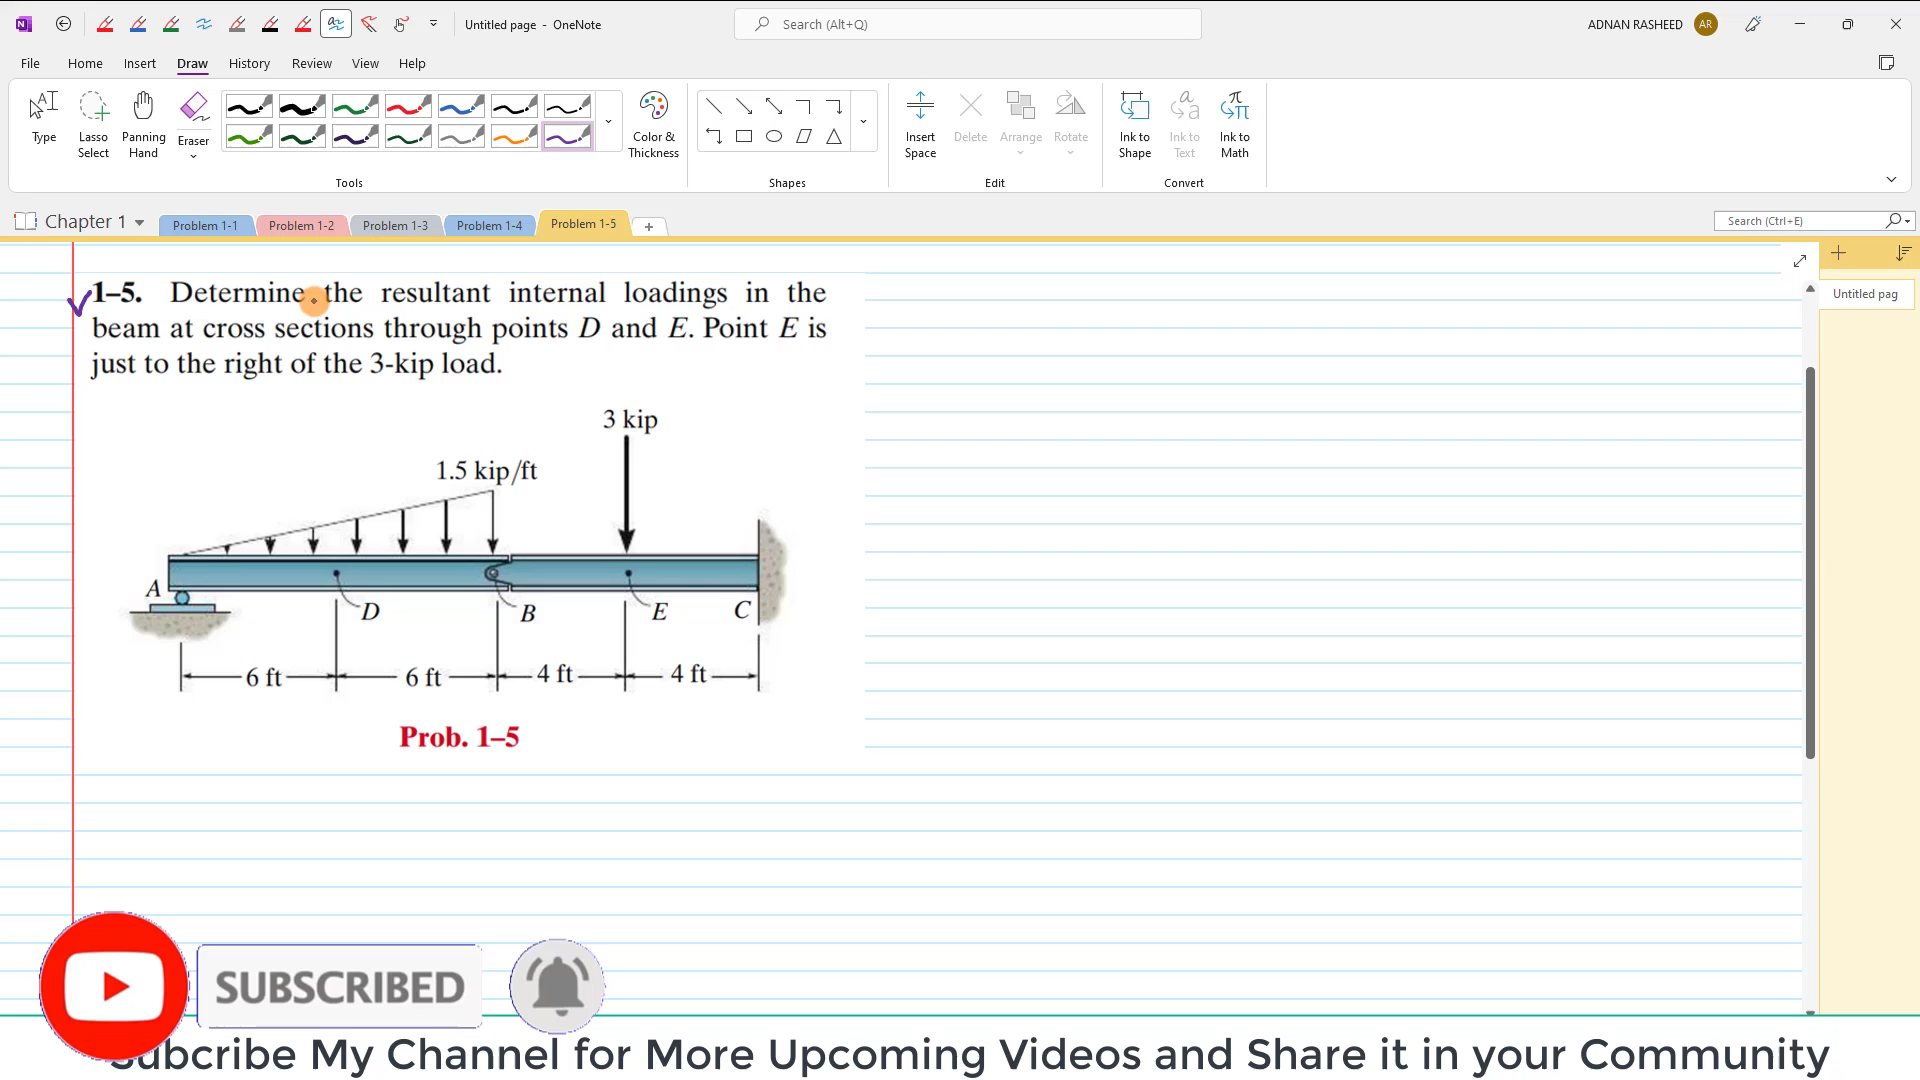 Untitled page - OneNote
Search (Alt+Q)
ADNAN RASHEED
AR
File
Home
Insert
Draw
History
Review
View
Help
Type
Lasso
Select
Panning
Hand
Eraser
Color &
Thickness
Insert
Space
Delete
Arrange
Rotate
Ink to
Shape
Ink to
Text
Ink to
Math
Tools
Shapes
Edit
Convert
Chapter 1
Problem 1-1
Problem 1-2
Problem 1-3
Problem 1-4
Problem 1-5
Search (Ctrl+E)
Untitled pag
1–5. Determine the resultant internal loadings in the
beam at cross sections through points D and E. Point E is
just to the right of the 3-kip load.
3 kip
1.5 kip/ft
A
D
B
E
C
6 ft
6 ft
4 ft
4 ft
Prob. 1–5
SUBSCRIBED
Subcribe My Channel for More Upcoming Videos and Share it in your Community